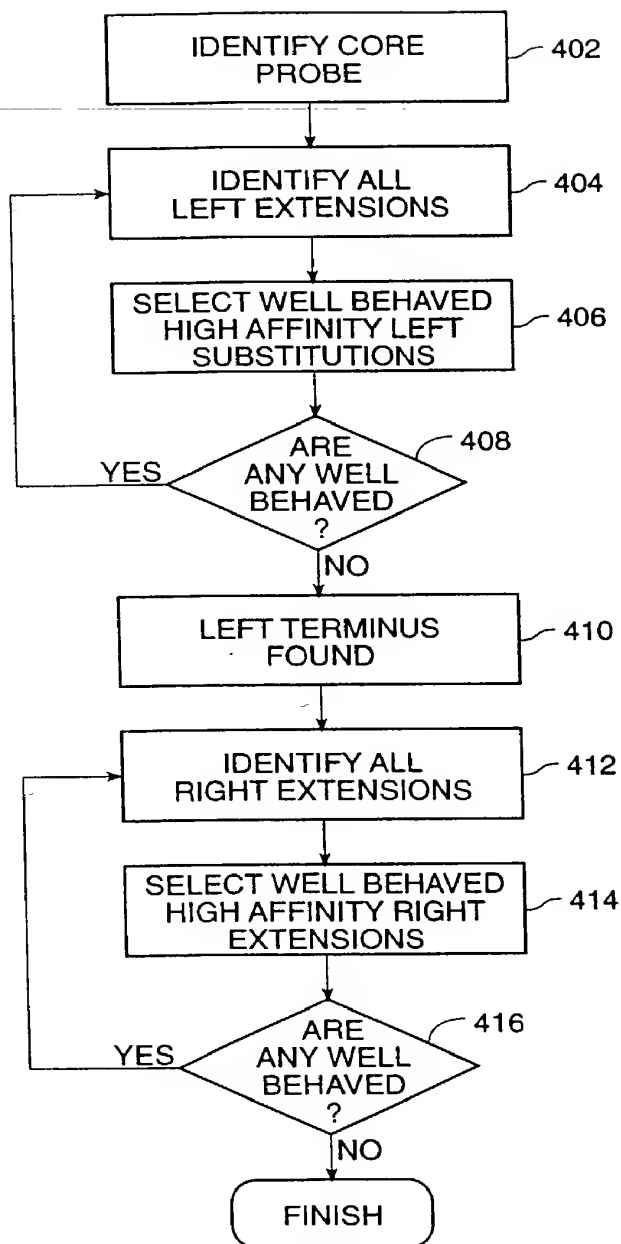 IDENTIFY CORE
PROBE
402
IDENTIFY ALL
LEFT EXTENSIONS
404
SELECT WELL BEHAVED
HIGH AFFINITY LEFT
SUBSTITUTIONS
406
ARE
ANY WELL
BEHAVED
?
408
YES
NO
LEFT TERMINUS
FOUND
410
IDENTIFY ALL
RIGHT EXTENSIONS
412
SELECT WELL BEHAVED
HIGH AFFINITY RIGHT
EXTENSIONS
414
ARE
ANY WELL
BEHAVED
?
416
YES
NO
FINISH